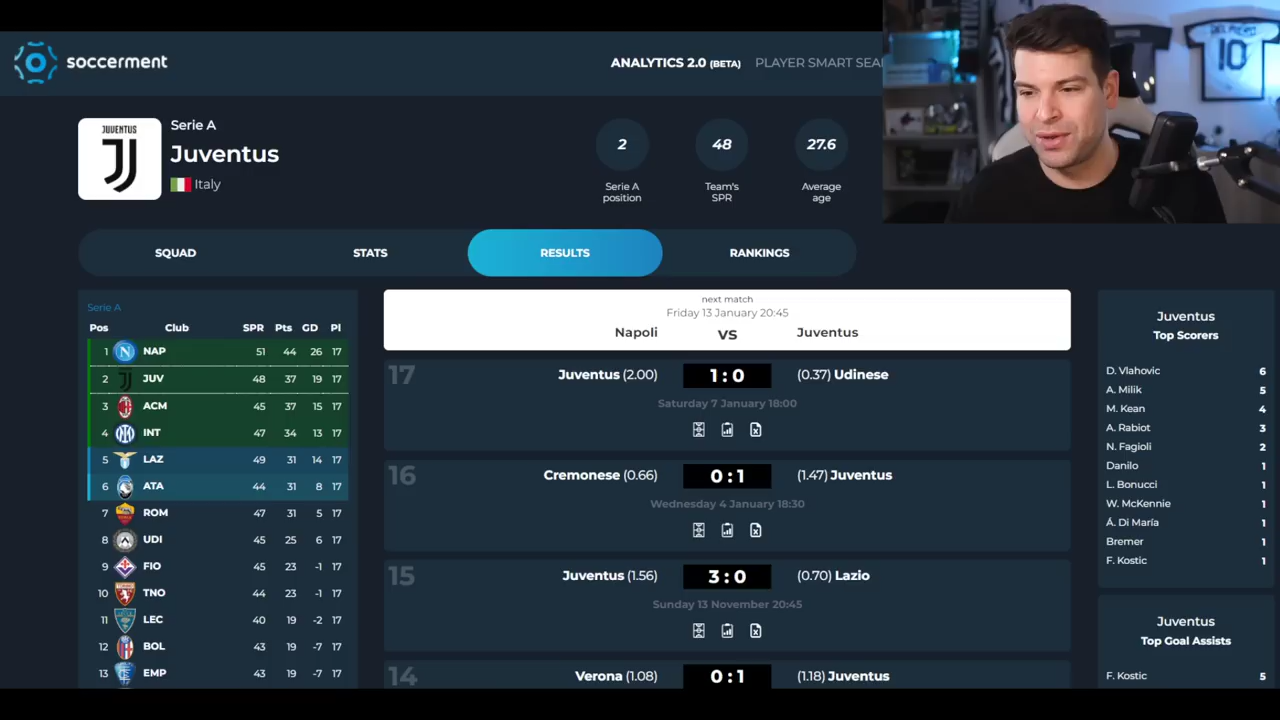 soccerment
ANALYTICS 2.0 (BETA)
PLAYER SMART SEA
DEL PIERO
10
JUVENTUS
Serie A
Juventus
Italy
2
Serie A
position
48
Team's
SPR
27.6
Average
age
SQUAD
STATS
RESULTS
RANKINGS
Serie A
Pos Club SPR Pts GD Pl
1 NAP 51 44 26 17
2 JUV 48 37 19 17
3 ACM 45 37 15 17
4 INT 47 34 13 17
5 LAZ 49 31 14 17
6 ATA 44 31 8 17
7 ROM 47 31 5 17
8 UDI 45 25 6 17
9 FIO 45 23 -1 17
10 TNO 44 23 -1 17
11 LEC 40 19 -2 17
12 BOL 43 19 -7 17
13 EMP 43 19 -7 17
next match
Friday 13 January 20:45
Napoli VS Juventus
17
Juventus (2.00) 1:0 (0.37) Udinese
Saturday 7 January 18:00
16
Cremonese (0.66) 0:1 (1.47) Juventus
Wednesday 4 January 18:30
15
Juventus (1.56) 3:0 (0.70) Lazio
Sunday 13 November 20:45
14
Verona (1.08) 0:1 (1.18) Juventus
Juventus
Top Scorers
D. Vlahovic 6
A. Milik 5
M. Kean 4
A. Rabiot 3
N. Fagioli 2
Danilo 1
L. Bonucci 1
W. McKennie 1
Á. Di María 1
Bremer 1
F. Kostic 1
Juventus
Top Goal Assists
F. Kostic 5